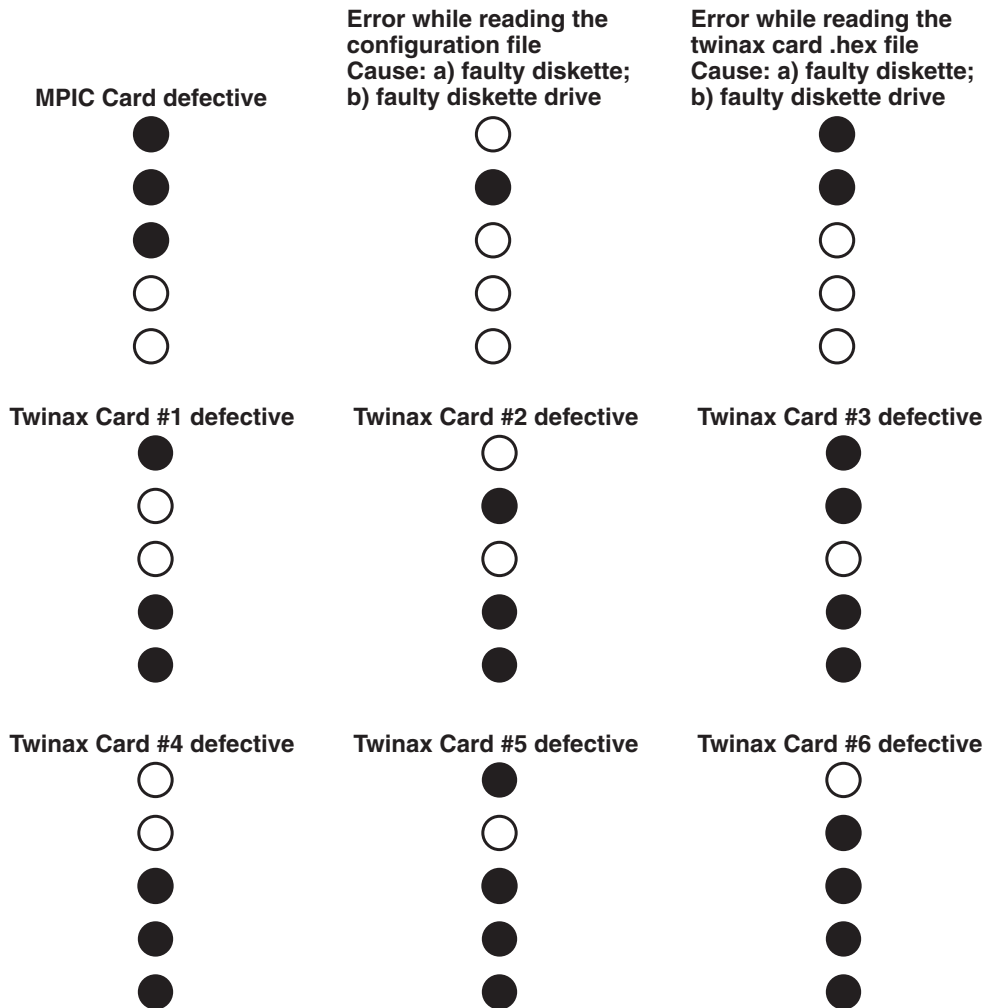 MPIC Card defective
Error while reading the
configuration file
Cause: a) faulty diskette;
b) faulty diskette drive
Error while reading the
twinax card .hex file
Cause: a) faulty diskette;
b) faulty diskette drive
Twinax Card #1 defective
Twinax Card #2 defective
Twinax Card #3 defective
Twinax Card #4 defective
Twinax Card #5 defective
Twinax Card #6 defective